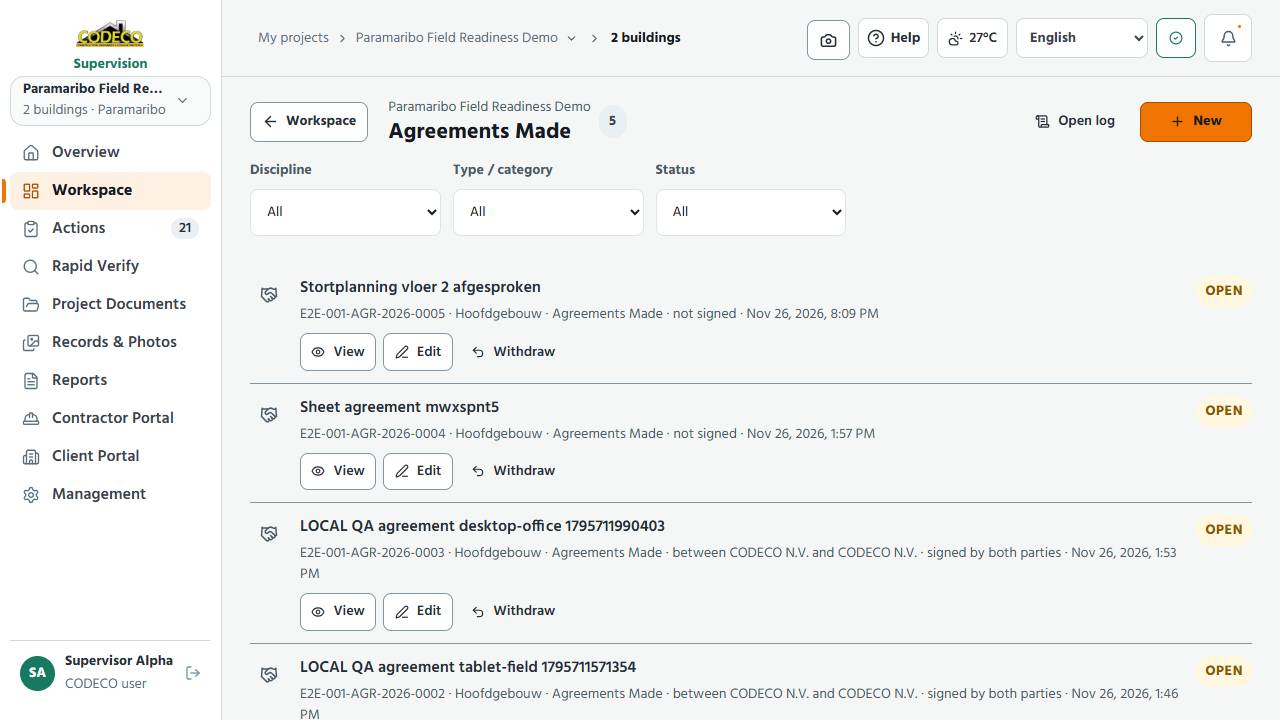 CODECO
Supervision
Paramaribo Field Re...
2 buildings · Paramaribo
Overview
Workspace
Actions
21
Rapid Verify
Project Documents
Records & Photos
Reports
Contractor Portal
Client Portal
Management
SA
Supervisor Alpha
CODECO user
My projects
Paramaribo Field Readiness Demo
2 buildings
Help
27°C
English
Workspace
Paramaribo Field Readiness Demo
Agreements Made
5
Open log
New
Discipline
Type / category
Status
All
All
All
Stortplanning vloer 2 afgesproken
OPEN
E2E-001-AGR-2026-0005 · Hoofdgebouw · Agreements Made · not signed · Nov 26, 2026, 8:09 PM
View
Edit
Withdraw
Sheet agreement mwxspnt5
OPEN
E2E-001-AGR-2026-0004 · Hoofdgebouw · Agreements Made · not signed · Nov 26, 2026, 1:57 PM
View
Edit
Withdraw
LOCAL QA agreement desktop-office 1795711990403
OPEN
E2E-001-AGR-2026-0003 · Hoofdgebouw · Agreements Made · between CODECO N.V. and CODECO N.V. · signed by both parties · Nov 26, 2026, 1:53
PM
View
Edit
Withdraw
LOCAL QA agreement tablet-field 1795711571354
OPEN
E2E-001-AGR-2026-0002 · Hoofdgebouw · Agreements Made · between CODECO N.V. and CODECO N.V. · signed by both parties · Nov 26, 2026, 1:46
PM